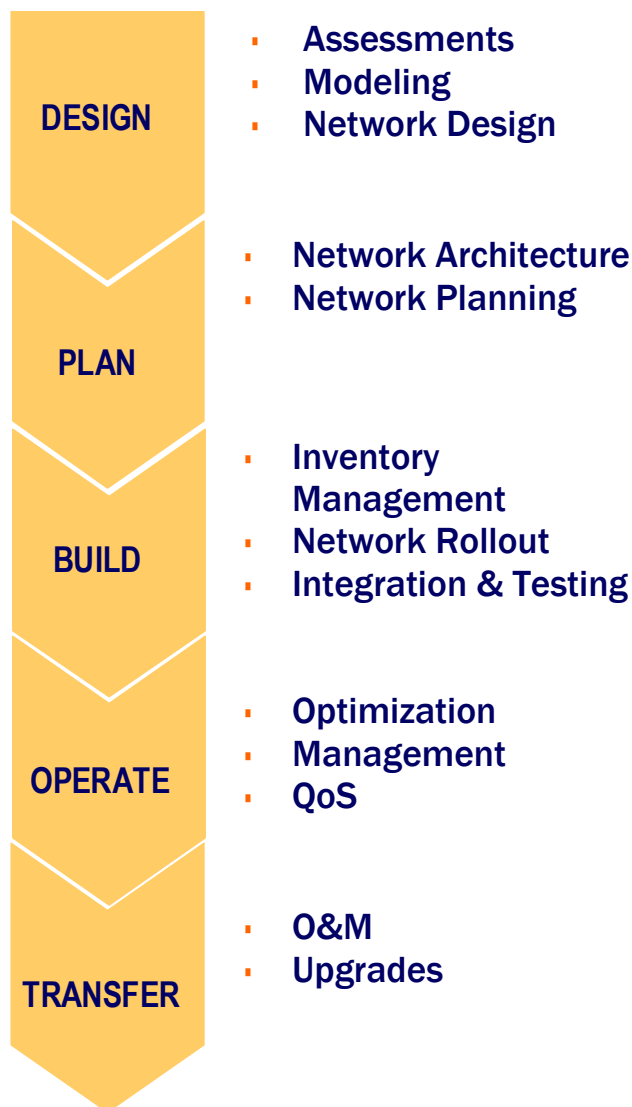 DESIGN
▪ Assessments
▪ Modeling
▪ Network Design
PLAN
▪ Network Architecture
▪ Network Planning
BUILD
▪ Inventory
Management
▪ Network Rollout
▪ Integration & Testing
OPERATE
▪ Optimization
▪ Management
▪ QoS
TRANSFER
▪ O&M
▪ Upgrades